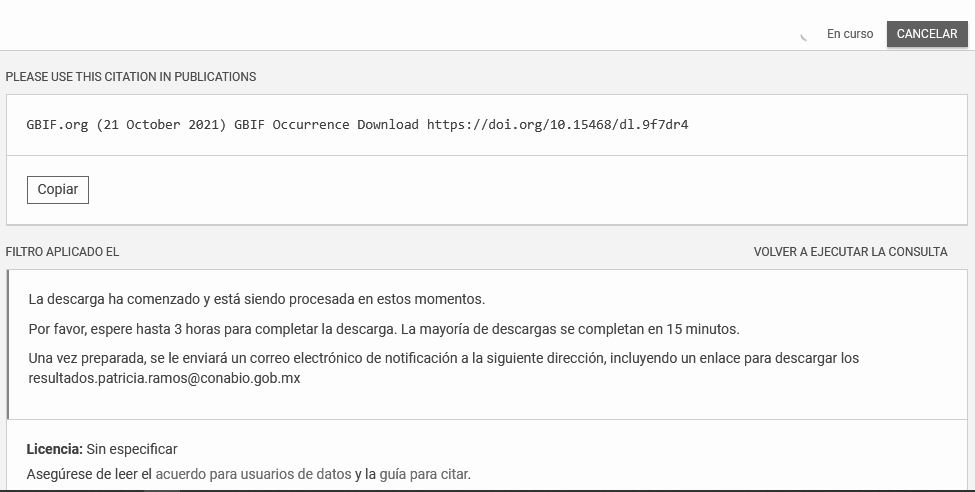 En curso CANCELAR
PLEASE USE THIS CITATION IN PUBLICATIONS
GBIF.org (21 October 2021) GBIF Occurrence Download https://doi.org/10.15468/dl.9f7dr4
Copiar
FILTRO APLICADO EL VOLVER A EJECUTAR LA CONSULTA
La descarga ha comenzado y está siendo procesada en estos momentos.
Por favor, espere hasta 3 horas para completar la descarga. La mayoría de descargas se completan en 15 minutos.
Una vez preparada, se le enviará un correo electrónico de notificación a la siguiente dirección, incluyendo un enlace para descargar los
resultados.patricia.ramos@conabio.gob.mx
Licencia: Sin especificar
Asegúrese de leer el acuerdo para usuarios de datos y la guía para citar.